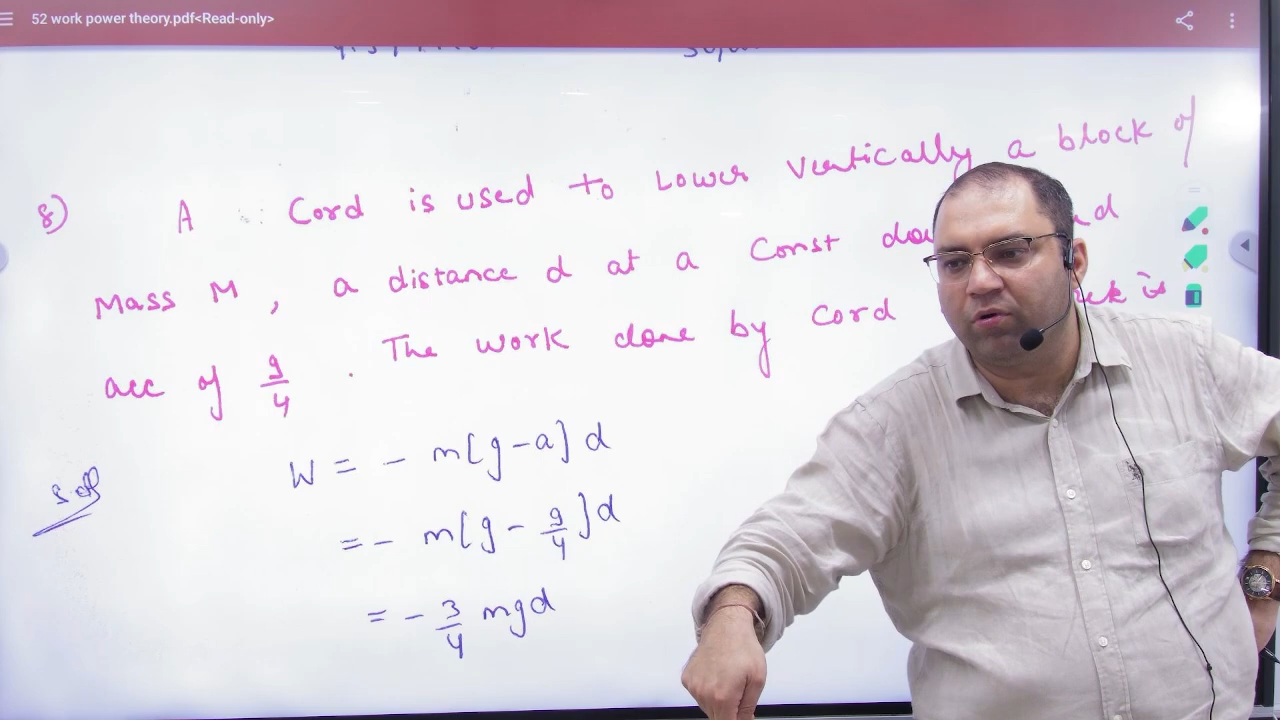 52 work power theory.pdf<Read-only>
8) A Cord is used to Lower Vertically a block of
Mass M, a distance d at a Const
acc of g/4. The work done by Cord is
Sol
W = - m[g-a]d
= - m[g - g/4]d
= - 3/4 mgd